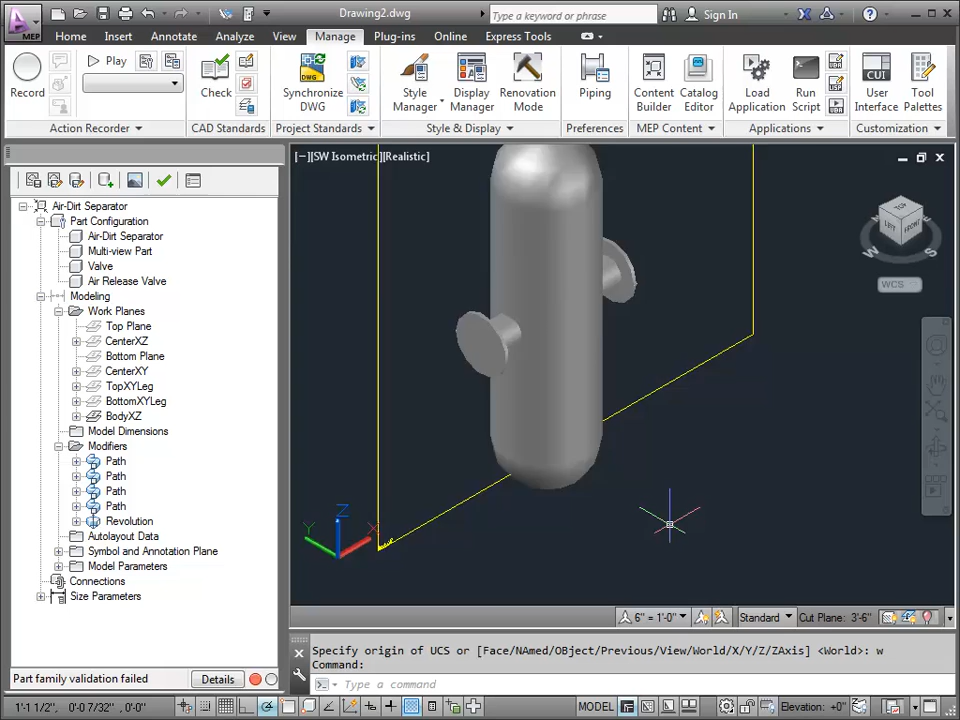 Drawing2.dwg
Type a keyword or phrase
Sign In
MEP
Home
Insert
Annotate
Analyze
View
Manage
Plug-ins
Online
Express Tools
Record
Play
Check
Synchronize
DWG
Style
Manager
Display
Manager
Renovation
Mode
Piping
Content
Builder
Catalog
Editor
Load
Application
Run
Script
User
Interface
Tool
Palettes
Action Recorder
CAD Standards
Project Standards
Style & Display
Preferences
MEP Content
Applications
Customization
Air-Dirt Separator
Part Configuration
Air-Dirt Separator
Multi-view Part
Valve
Air Release Valve
Modeling
Work Planes
Top Plane
CenterXZ
Bottom Plane
CenterXY
TopXYLeg
BottomXYLeg
BodyXZ
Model Dimensions
Modifiers
Path
Path
Path
Path
Revolution
Autolayout Data
Symbol and Annotation Plane
Model Parameters
Connections
Size Parameters
Part family validation failed
Details
[−]SW Isometric][Realistic]
TOP
LEFT
FRONT
W
S
WCS
Z
Y
X
6" = 1'-0"
Standard
Cut Plane: 3'-6"
Specify origin of UCS or [Face/NAmed/OBject/Previous/View/World/X/Y/Z/ZAxis] <World>: w
Command:
Type a command
1'-1 1/2", 0'-0 7/32", 0'-0"
MODEL
Elevation: +0"